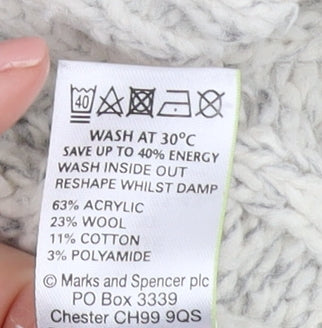 40
WASH AT 30°C
SAVE UP TO 40% ENERGY
WASH INSIDE OUT
RESHAPE WHILST DAMP
63% ACRYLIC
23% WOOL
11% COTTON
3% POLYAMIDE
© Marks and Spencer plc
PO Box 3339
Chester CH99 9QS